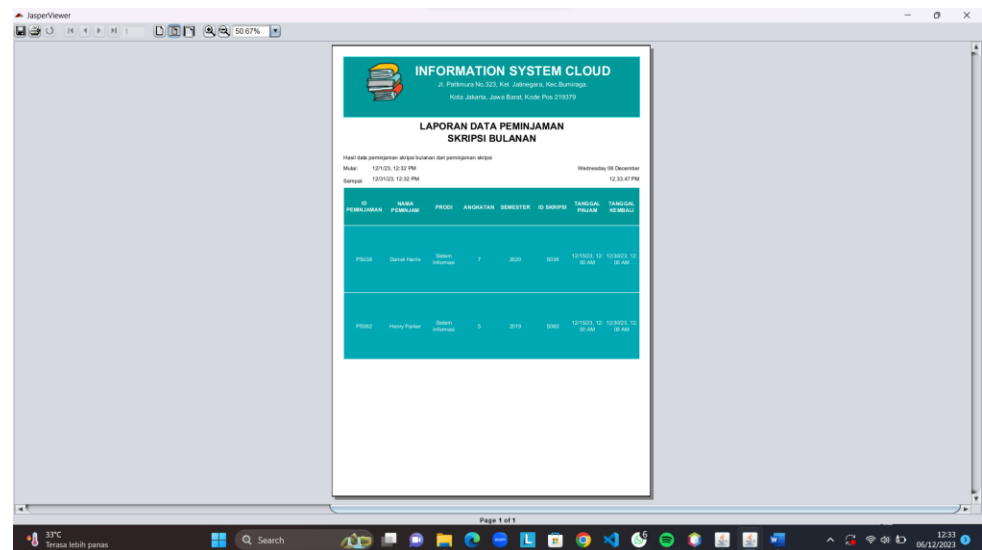 JasperViewer
50.67%
INFORMATION SYSTEM CLOUD
Jl. Pattimura No.323, Kel. Jatinegara, Kec.Bumiraga.
Kota Jakarta, Jawa Barat, Kode Pos 219379
LAPORAN DATA PEMINJAMAN
SKRIPSI BULANAN
Hasil data peminjaman skripsi bulanan dari peminjaman skripsi
Mulai: 12/1/23, 12:32 PM Wednesday 06 December
Sampai: 12/31/23, 12:32 PM 12.33.47 PM
ID PEMINJAMAN NAMA PEMINJAM PRODI ANGKATAN SEMESTER ID SKRIPSI TANGGAL PINJAM TANGGAL KEMBALI
Daniel Harris Sistem Informasi 7 2020 12/15/23, 12:00 AM 12/30/23, 12:00 AM
Henry Parker Sistem Informasi 5 2019 12/15/23, 12:00 AM 12/30/23, 12:00 AM
Page 1 of 1
33°C
Terasa lebih panas
Search
12:33
06/12/2023